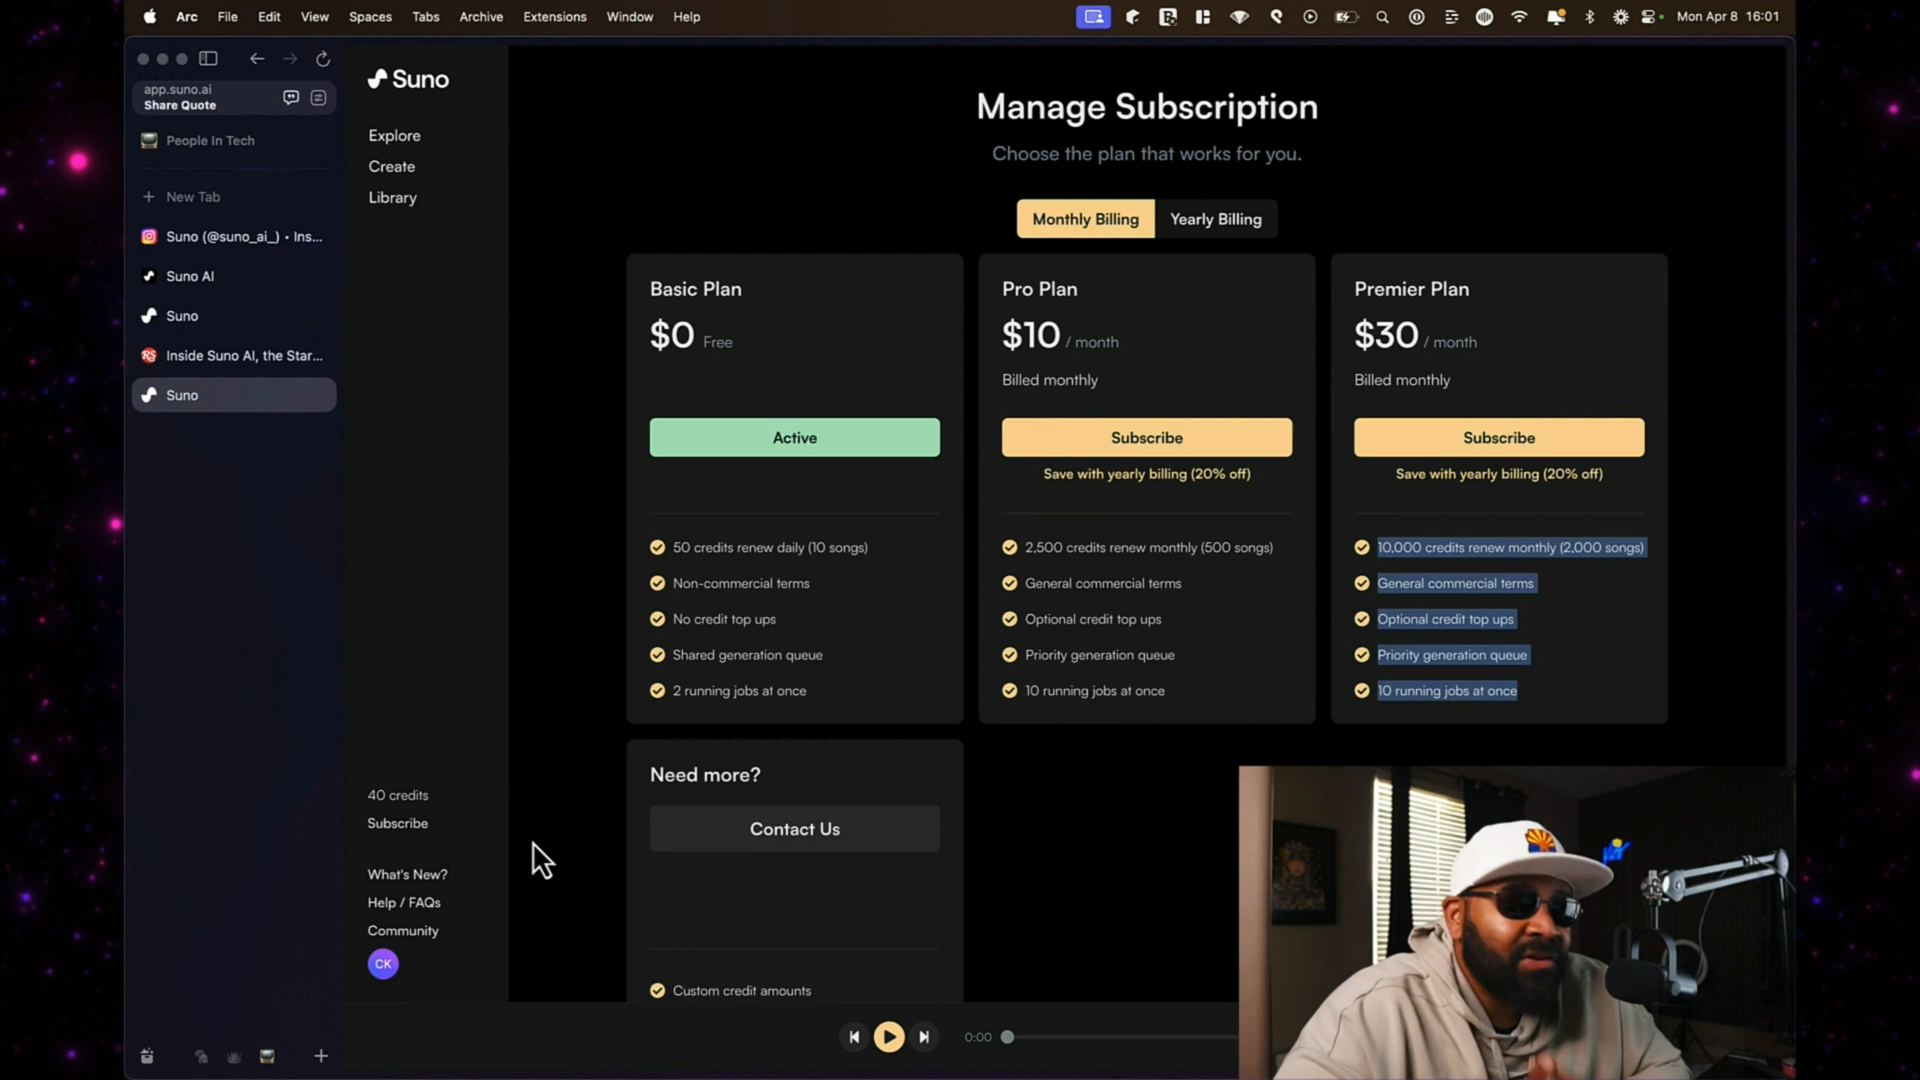 Arc File Edit View Spaces Tabs Archive Extensions Window Help
Mon Apr 8 16:01
app.suno.ai
Share Quote
People In Tech
New Tab
Suno (@suno_ai_) • Ins...
Suno AI
Suno
Inside Suno AI, the Star...
Suno
Suno
Explore
Create
Library
40 credits
Subscribe
What's New?
Help / FAQs
Community
CK
Manage Subscription
Choose the plan that works for you.
Monthly Billing Yearly Billing
Basic Plan
$0 Free
Active
50 credits renew daily (10 songs)
Non-commercial terms
No credit top ups
Shared generation queue
2 running jobs at once
Pro Plan
$10 / month
Billed monthly
Subscribe
Save with yearly billing (20% off)
2,500 credits renew monthly (500 songs)
General commercial terms
Optional credit top ups
Priority generation queue
10 running jobs at once
Premier Plan
$30 / month
Billed monthly
Subscribe
Save with yearly billing (20% off)
10,000 credits renew monthly (2,000 songs)
General commercial terms
Optional credit top ups
Priority generation queue
10 running jobs at once
Need more?
Contact Us
Custom credit amounts
0:00